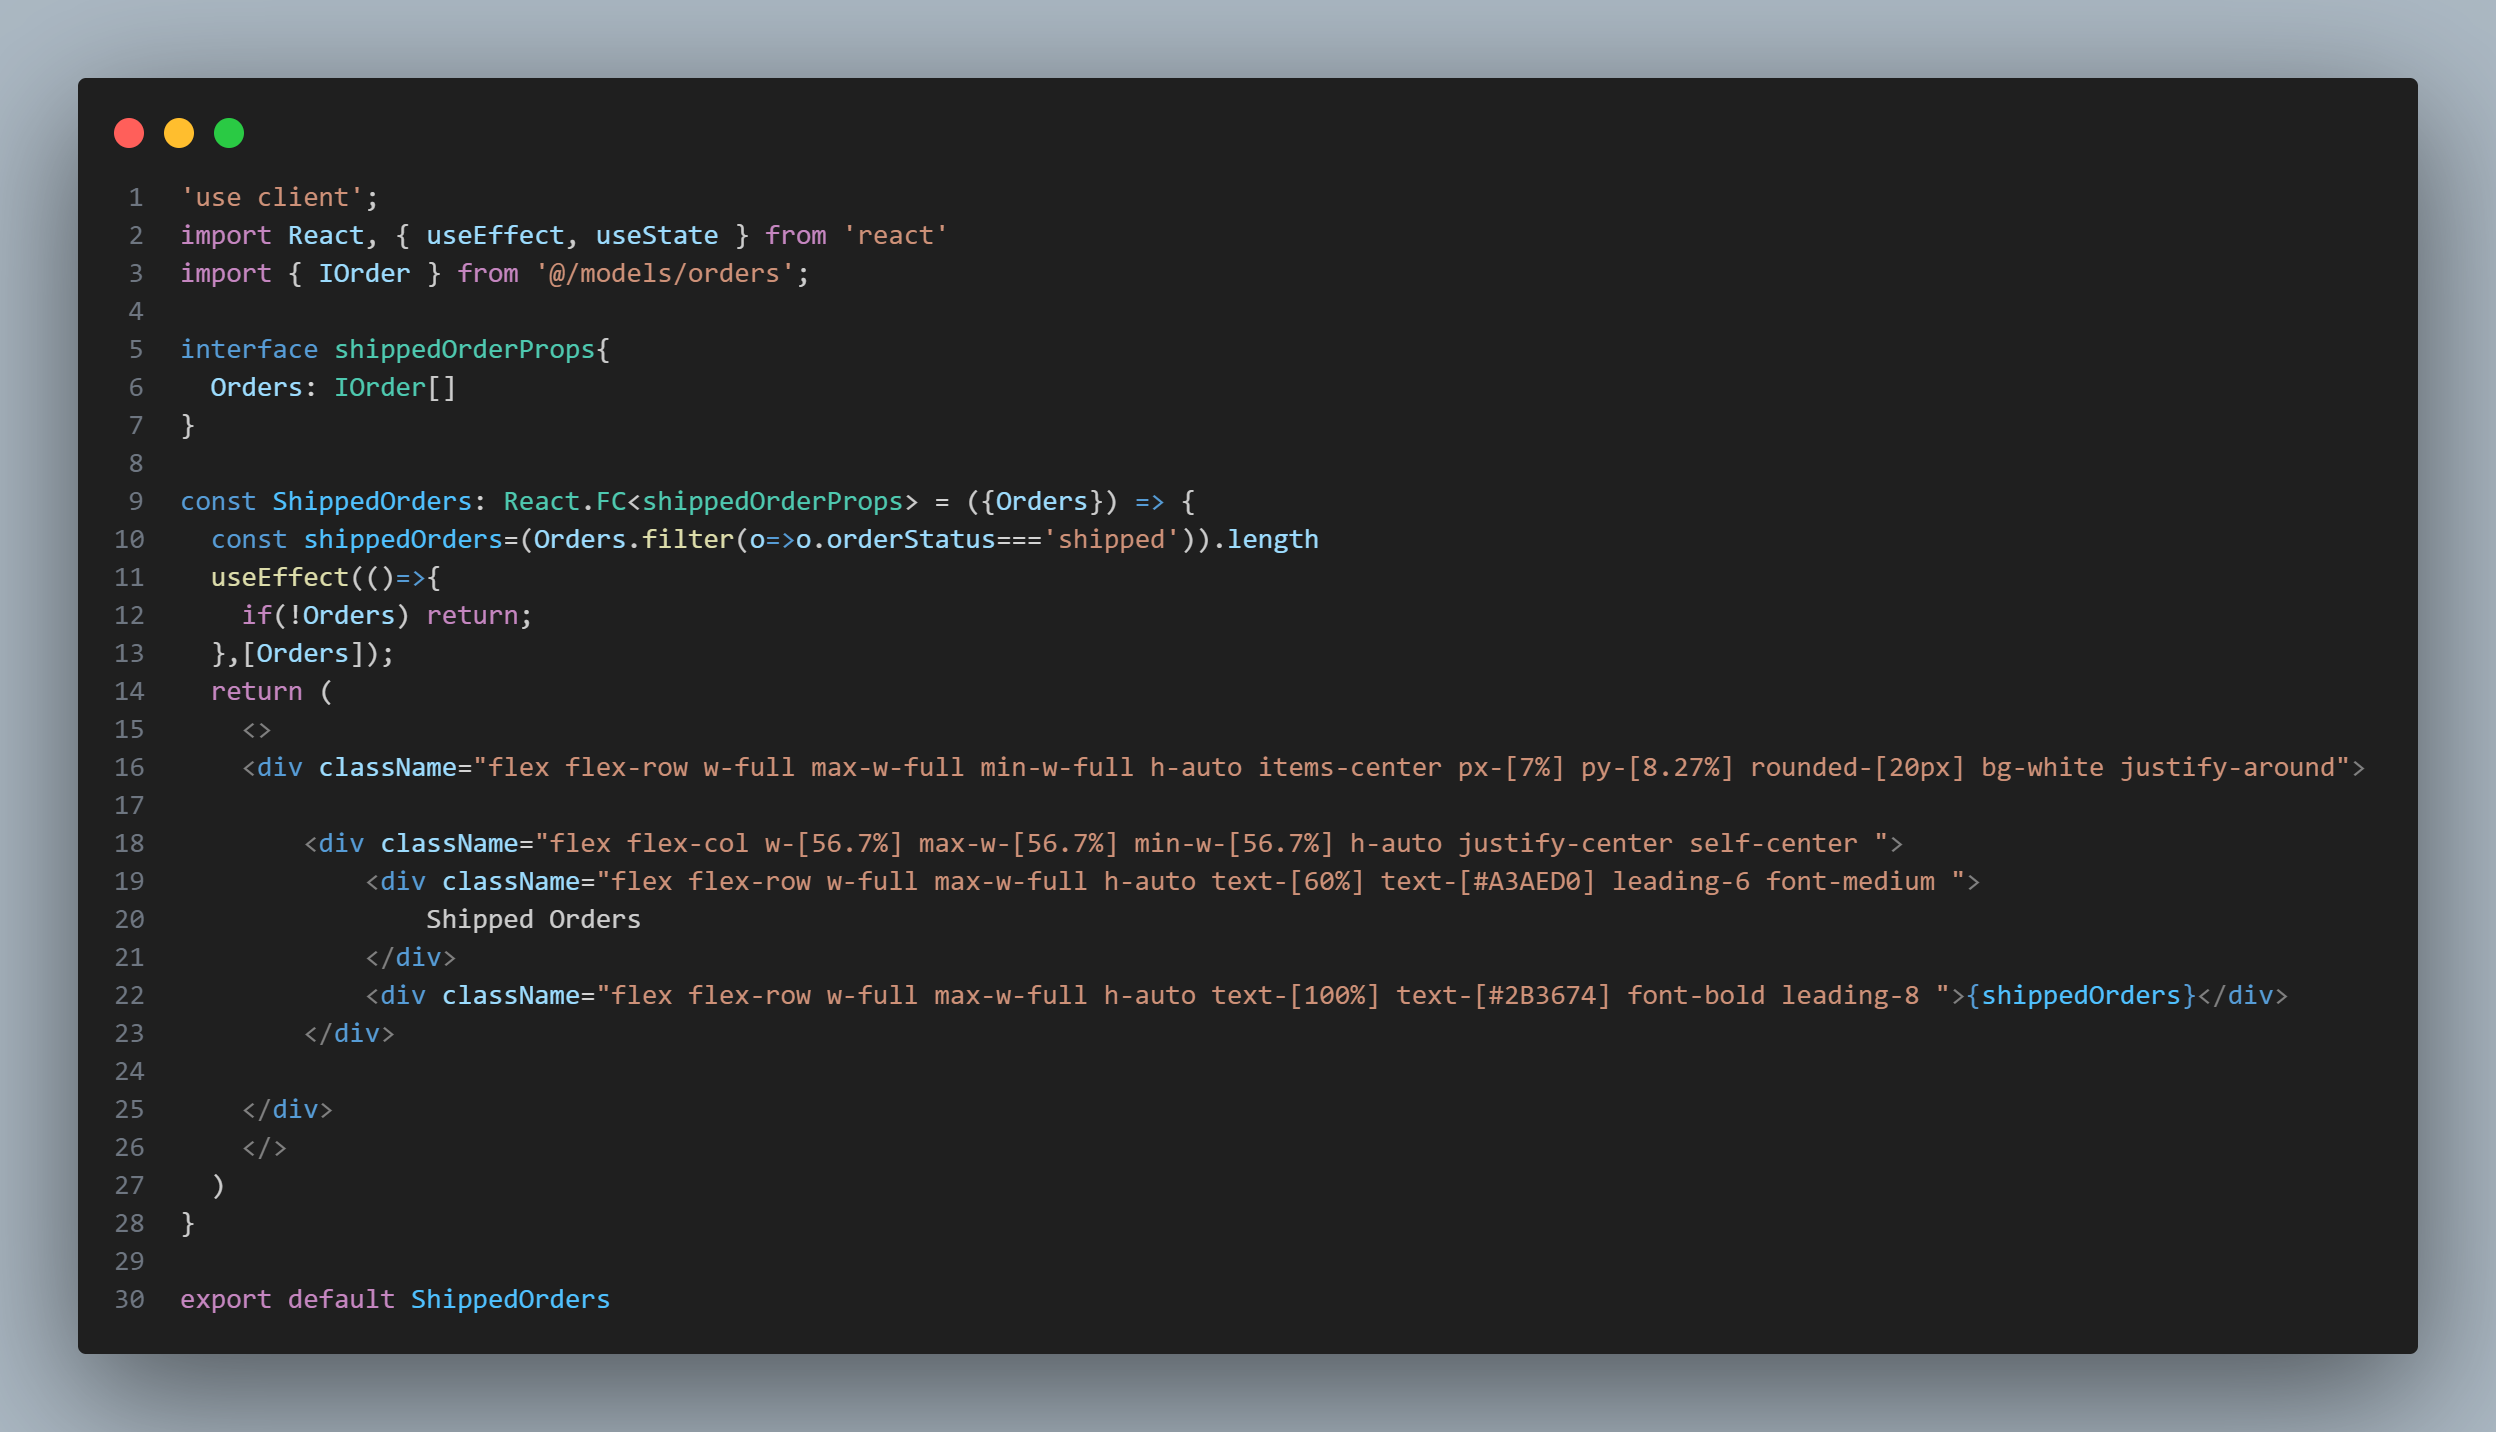 1 'use client';
2 import React, { useEffect, useState } from 'react'
3 import { IOrder } from '@/models/orders';
4
5 interface shippedOrderProps{
6   Orders: IOrder[]
7 }
8
9 const ShippedOrders: React.FC<shippedOrderProps> = ({Orders}) => {
10   const shippedOrders=(Orders.filter(o=>o.orderStatus==='shipped')).length
11   useEffect(()=>{
12     if(!Orders) return;
13   },[Orders]);
14   return (
15     <>
16     <div className="flex flex-row w-full max-w-full min-w-full h-auto items-center px-[7%] py-[8.27%] rounded-[20px] bg-white justify-around">
17
18         <div className="flex flex-col w-[56.7%] max-w-[56.7%] min-w-[56.7%] h-auto justify-center self-center ">
19             <div className="flex flex-row w-full max-w-full h-auto text-[60%] text-[#A3AED0] leading-6 font-medium ">
20                 Shipped Orders
21             </div>
22             <div className="flex flex-row w-full max-w-full h-auto text-[100%] text-[#2B3674] font-bold leading-8 ">{shippedOrders}</div>
23         </div>
24
25     </div>
26     </>
27   )
28 }
29
30 export default ShippedOrders